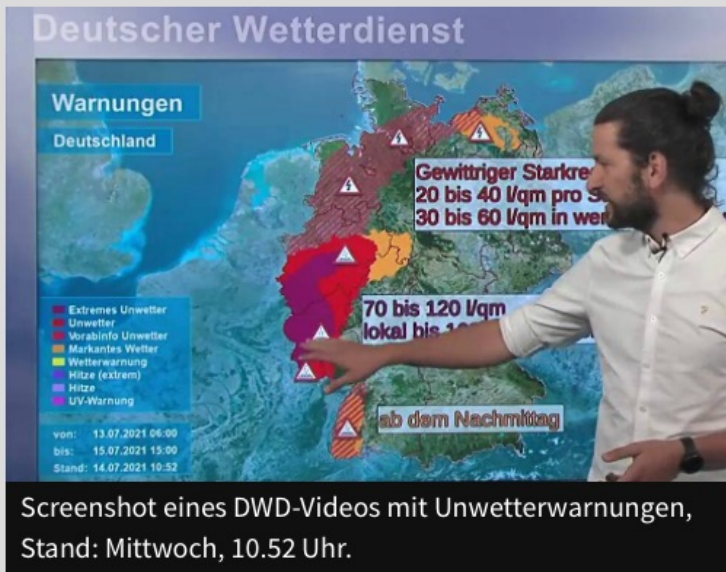 Deutscher Wetterdienst
Warnungen
Deutschland
Gewittriger
20 bis 40 l/qm pro
30 bis 60 l/qm in
70 bis 120 l/qm
lokal bis
Extremes Unwetter
Unwetter
Vorabinfo Unwetter
Markantes Wetter
Wetterwarnung
Hitze (extrem)
Hitze
UV-Warnung
ab dem Nachmittag
von: 13.07.2021 06:00
bis: 15.07.2021 15:00
Stand: 14.07.2021 10:52
Screenshot eines DWD-Videos mit Unwetterwarnungen,
Stand: Mittwoch, 10.52 Uhr.